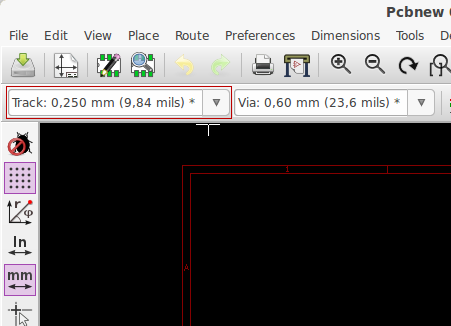 Pcbnew
File Edit View Place Route Preferences Dimensions Tools
Track: 0,250 mm (9,84 mils) * Via: 0,60 mm (23,6 mils) *
1
r
φ
In
mm
A